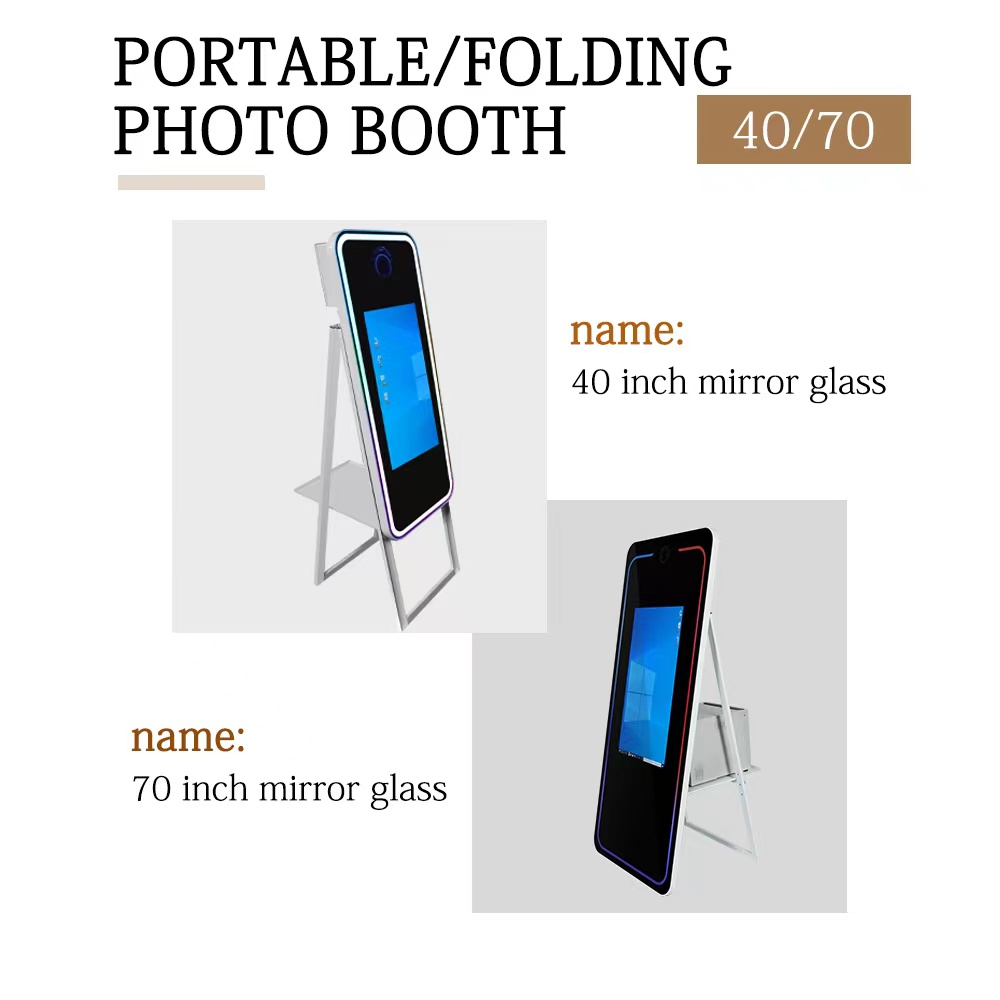 PORTABLE/FOLDING
PHOTO BOOTH
40/70
name:
40 inch mirror glass
name:
70 inch mirror glass